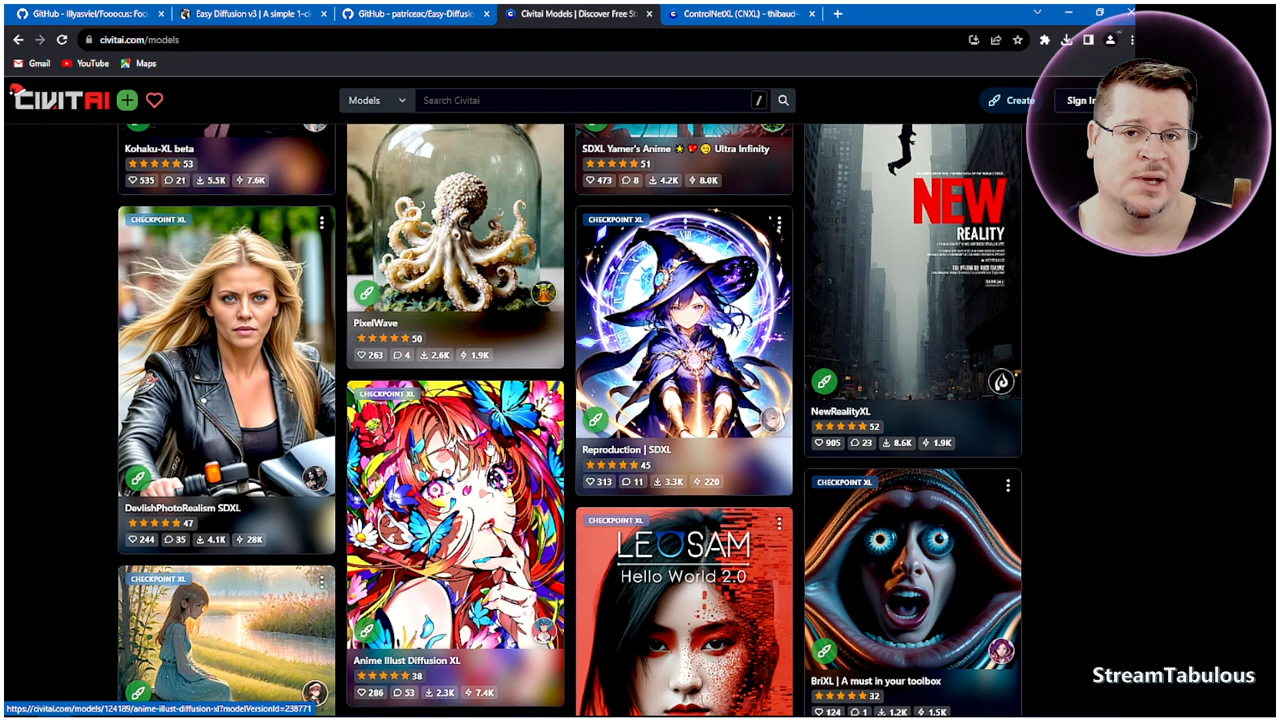 GitHub - lllyasviel/Fooocus: Foc
Easy Diffusion v3 | A simple 1-cl
GitHub - patriceac/Easy-Diffusio
Civitai Models | Discover Free St
ControlNetXL (CNXL) - thibaud-
civitai.com/models
Gmail
YouTube
Maps
CIVITAI
Models
Search Civitai
/
Create
Sign In
Kohaku-XL beta
53
535 21 5.5K 7.6K
SDXL Yamer's Anime 🌟💖😉 Ultra Infinity
51
473 8 4.2K 8.0K
NEW
REALITY
CHECKPOINT XL
DevlishPhotoRealism SDXL
47
244 35 4.1K 28K
PixelWave
50
263 4 2.6K 1.9K
CHECKPOINT XL
XII
Reproduction | SDXL
45
313 11 3.3K 220
NewRealityXL
52
905 23 8.6K 1.9K
CHECKPOINT XL
Anime Illust Diffusion XL
38
286 53 2.3K 7.4K
CHECKPOINT XL
LEOSAM
Hello World 2.0
CHECKPOINT XL
BriXL | A must in your toolbox
32
124 1 1.2K 1.5K
CHECKPOINT XL
StreamTabulous
https://civitai.com/models/124189/anime-illust-diffusion-xl?modelVersionId=238771